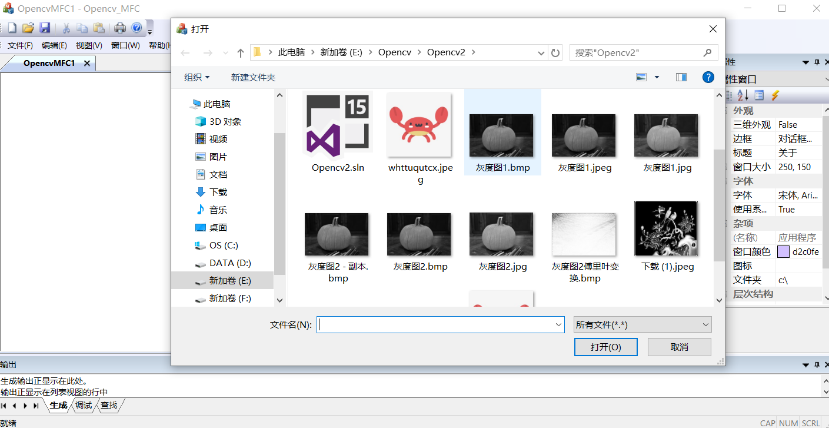 OpencvMFC1 - Opencv_MFC
文件(F) 编辑(E) 视图(V) 窗口(W) 帮助(
OpencvMFC1
打开
此电脑 › 新加卷 (E:) › Opencv › Opencv2 ›
搜索"Opencv2"
组织 新建文件夹
此电脑
3D 对象
视频
图片
文档
下载
音乐
桌面
OS (C:)
DATA (D:)
新加卷 (E:)
新加卷 (F:)
15
Opencv2.sln
whttuqutcx.jpe
g
灰度图1.bmp
灰度图1.jpeg
灰度图1.jpg
灰度图2 - 副本.
bmp
灰度图2.bmp
灰度图2.jpg
灰度图2傅里叶变
换.bmp
下载 (1).jpeg
文件名(N):
所有文件(*.*)
打开(O) 取消
性
属性窗口
外观
三维外观 False
边框 对话框...
标题 关于
窗口大小 250, 150
字体
字体 宋体, Ari...
使用系... True
杂项
(名称) 应用程序
窗口颜色 d2c0fe
图标
文件夹 c:\
层次结构
输出
生成输出正显示在此处。
输出正显示在列表视图的行中
生成 调试 查找
就绪
CAP NUM SCRL